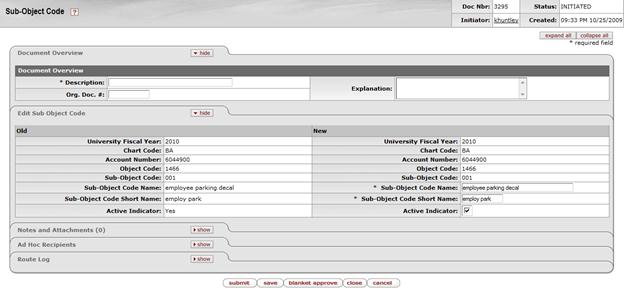 Sub-Object Code ?
Doc Nbr: 3295 Status: INITIATED
Initiator: khuntley Created: 09:33 PM 10/25/2009
expand all collapse all
* required field
Document Overview hide
Document Overview
* Description: Explanation:
Org. Doc. #:
Edit Sub Object Code hide
Old New
University Fiscal Year: 2010 University Fiscal Year: 2010
Chart Code: BA Chart Code: BA
Account Number: 6044900 Account Number: 6044900
Object Code: 1466 Object Code: 1466
Sub-Object Code: 001 Sub-Object Code: 001
Sub-Object Code Name: employee parking decal * Sub-Object Code Name: employee parking decal
Sub-Object Code Short Name: employ park * Sub-Object Code Short Name: employ park
Active Indicator: Yes Active Indicator:
Notes and Attachments (0) show
Ad Hoc Recipients show
Route Log show
submit save blanket approve close cancel